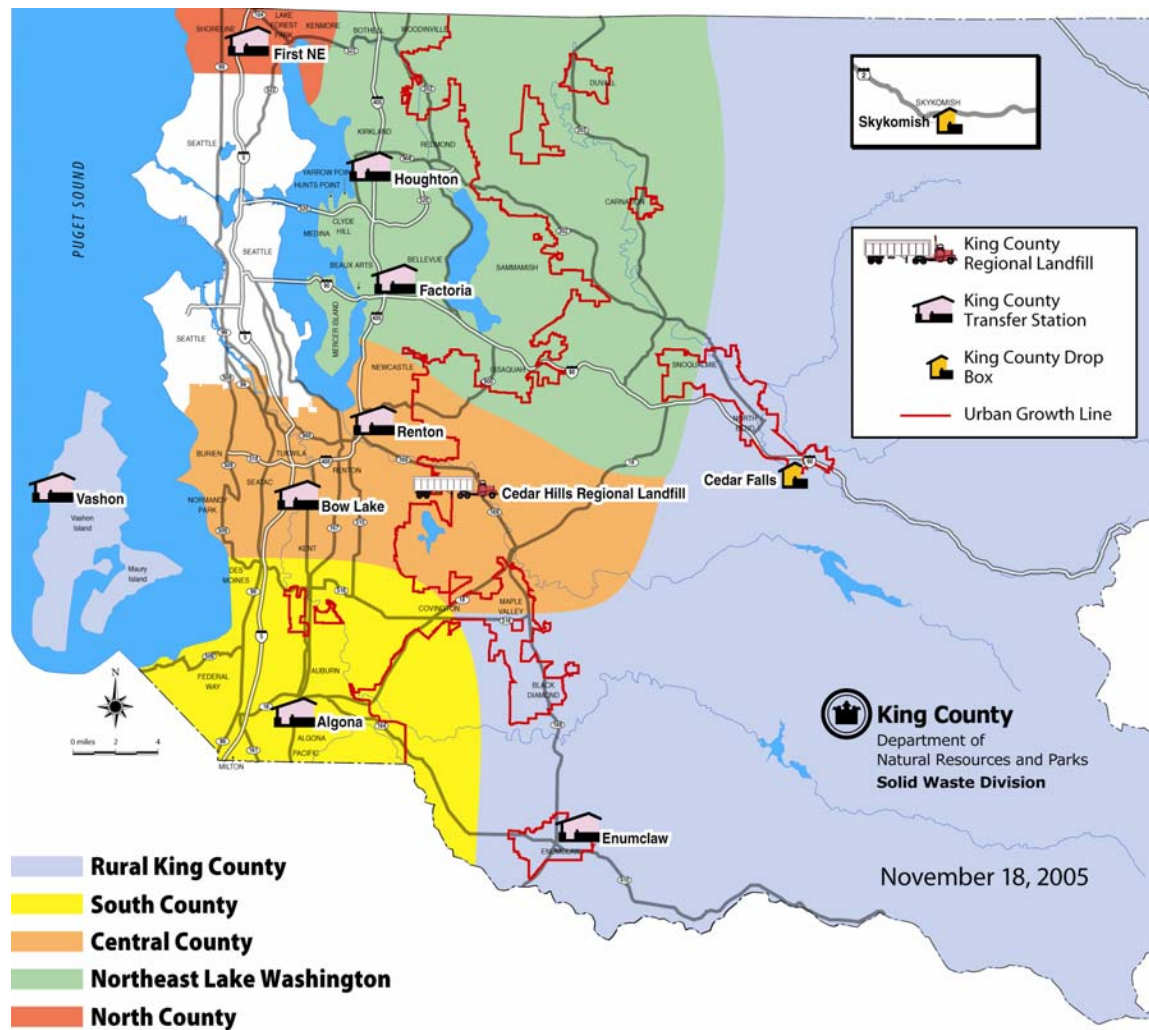 SHORELINE
LAKE
FOREST
PARK
KENMORE
BOTHELL
WOODINVILLE
First NE
DUVALL
SEATTLE
KIRKLAND
REDMOND
YARROW POINT
Houghton
HUNTS POINT
CARNATION
CLYDE
HILL
MEDINA
PUGET SOUND
SEATTLE
BEAUX ARTS
BELLEVUE
SAMMAMISH
Factoria
MERCER ISLAND
SEATTLE
NEWCASTLE
ISSAQUAH
SNOQUALMIE
NORTH
BEND
Renton
BURIEN
TUKWILA
RENTON
SEATAC
Cedar Falls
Vashon
Vashon
Island
NORMANDY
PARK
Bow Lake
Cedar Hills Regional Landfill
KENT
Maury
Island
DES
MOINES
COVINGTON
MAPLE
VALLEY
AUBURN
FEDERAL
WAY
BLACK
DIAMOND
Algona
ALGONA
PACIFIC
MILTON
N
0 miles 2 4
Enumclaw
ENUMCLAW
2
SKYKOMISH
Skykomish
King County
Regional Landfill
King County
Transfer Station
King County Drop
Box
Urban Growth Line
King County
Department of
Natural Resources and Parks
Solid Waste Division
November 18, 2005
Rural King County
South County
Central County
Northeast Lake Washington
North County